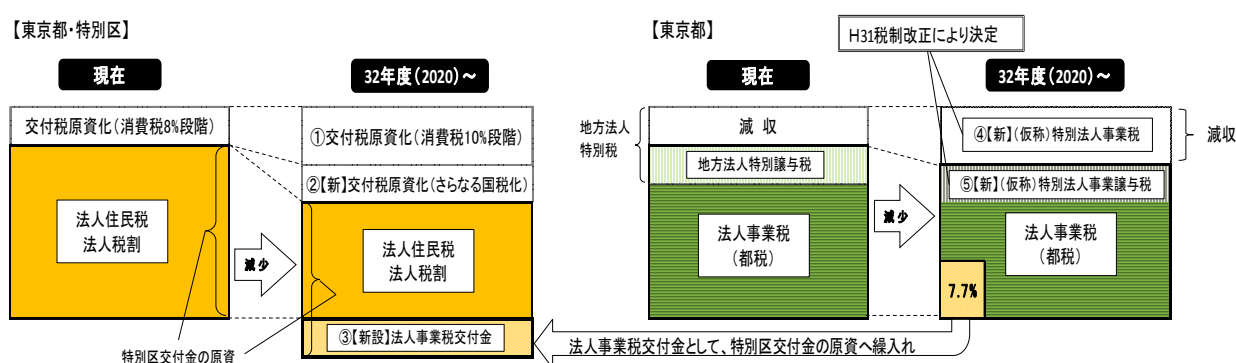 【東京都・特別区】
現在
32年度(2020)～
交付税原資化(消費税8%段階)
法人住民税
法人税割
減少
①交付税原資化(消費税10%段階)
②【新】交付税原資化(さらなる国税化)
法人住民税
法人税割
③【新設】法人事業税交付金
特別区交付金の原資
【東京都】
H31税制改正により決定
現在
32年度(2020)～
地方法人
特別税
減収
地方法人特別譲与税
法人事業税
(都税)
減少
④【新】(仮称)特別法人事業税
減収
⑤【新】(仮称)特別法人事業譲与税
法人事業税
(都税)
7.7%
法人事業税交付金として、特別区交付金の原資へ繰入れ